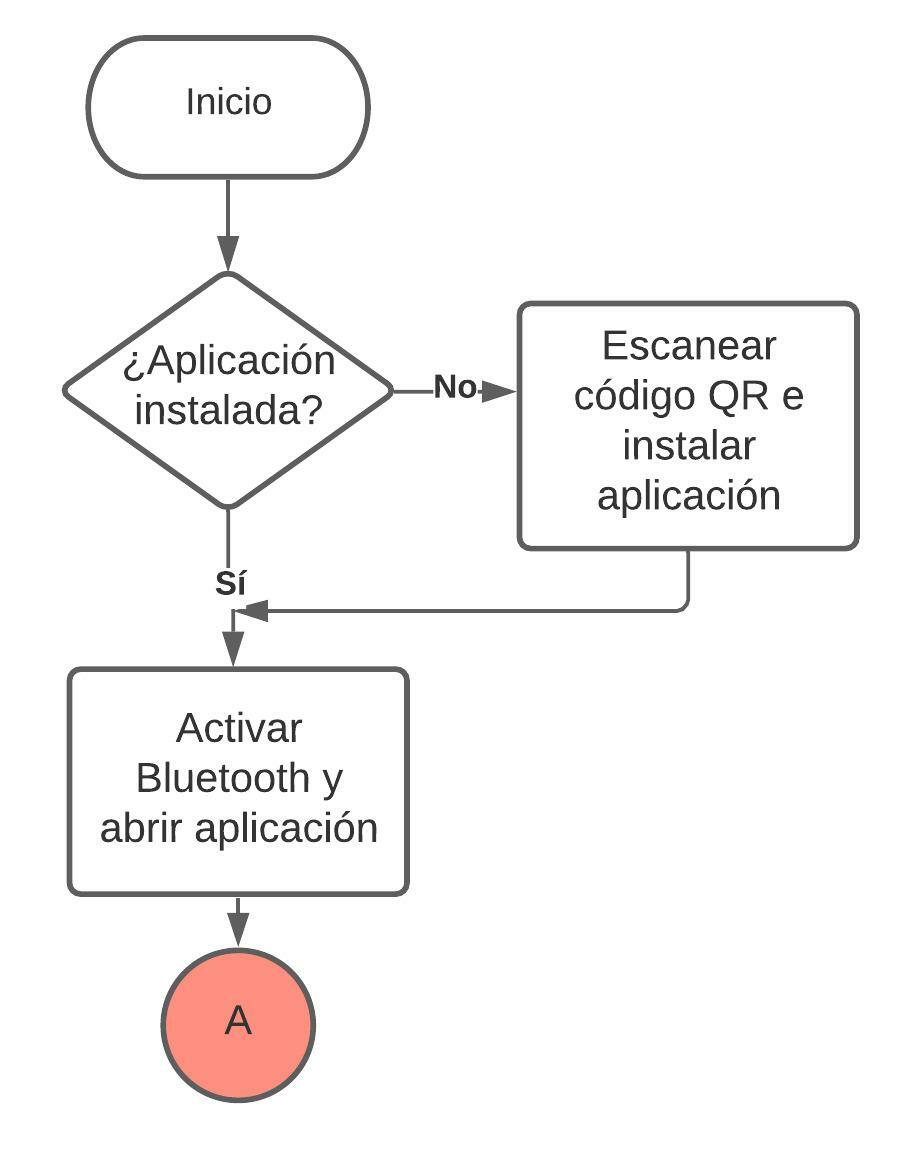 Inicio
¿Aplicación
instalada?
No
Escanear
código QR e
instalar
aplicación
Sí
Activar
Bluetooth y
abrir aplicación
A